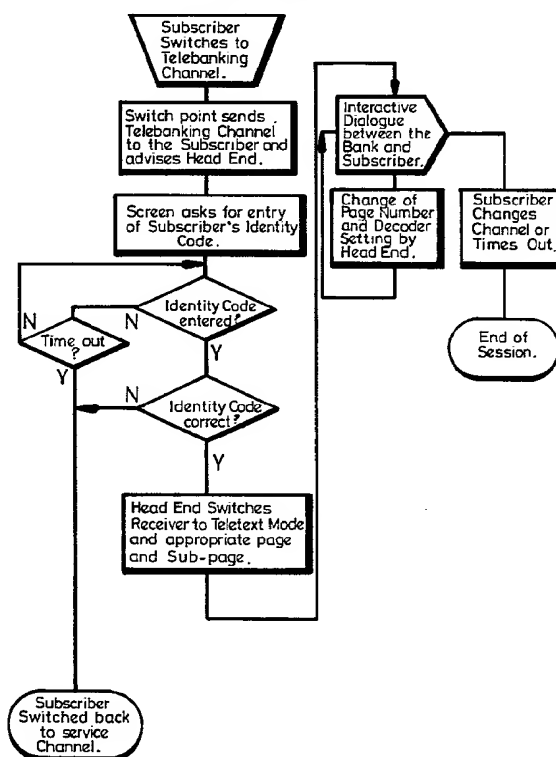 Subscriber
Switches to
Telebanking
Channel.
Switch point sends
Telebanking Channel
to the Subscriber and
advises Head End.
Screen asks for entry
of Subscriber's Identity
Code.
Identity Code
entered?
N
Y
Time out
?
N
Y
Identity Code
correct?
N
Y
Head End Switches
Receiver to Teletext Mode
and appropriate page
and Sub-page.
Subscriber
Switched back
to service
Channel.
Interactive
Dialogue
between the
Bank and
Subscriber.
Change of
Page Number
and Decoder
Setting by
Head End.
Subscriber
Changes
Channel or
Times Out.
End of
Session.